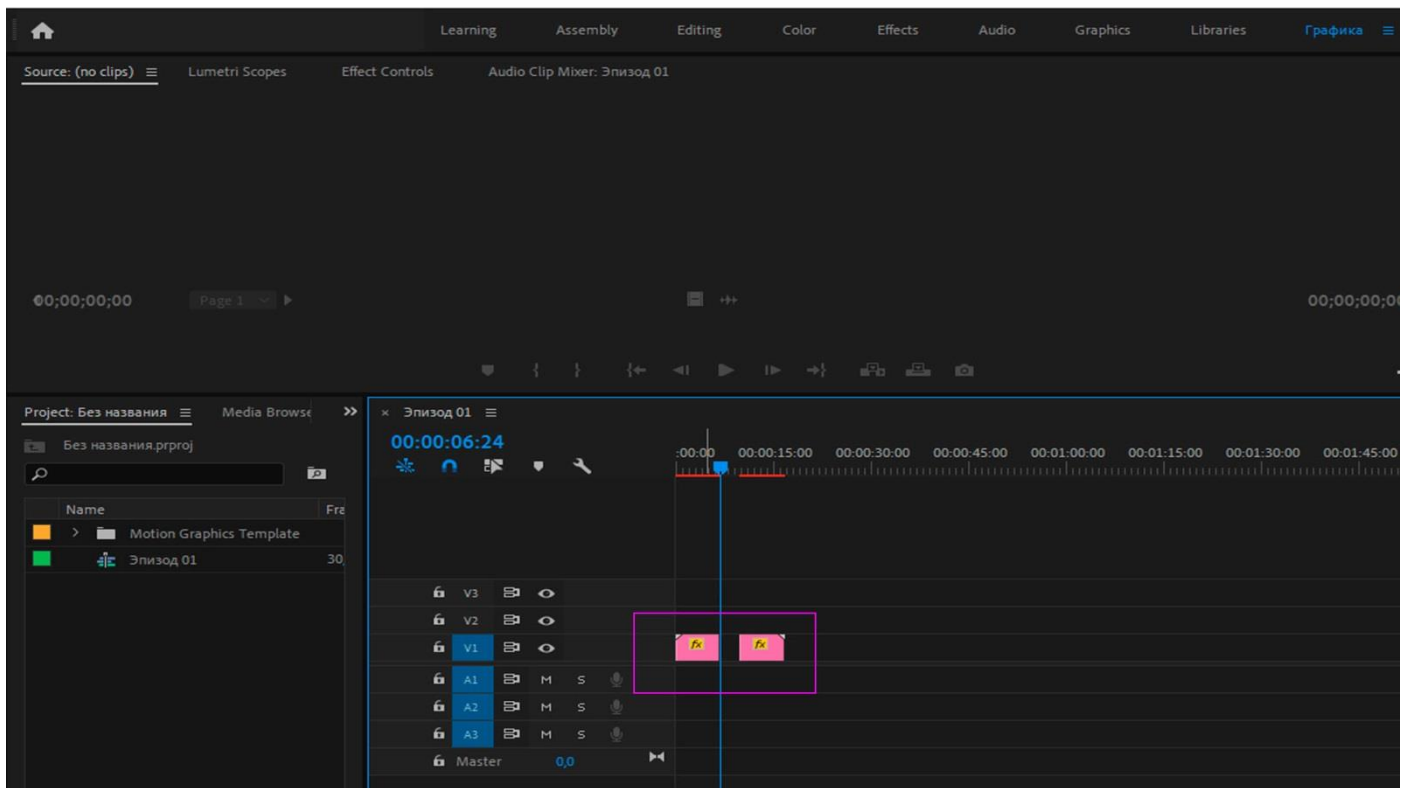 Learning Assembly Editing Color Effects Audio Graphics Libraries Графика
Source: (no clips) Lumetri Scopes Effect Controls Audio Clip Mixer: Эпизод 01
00;00;00;00 Page 1 00;00;00;0
Project: Без названия Media Browse
Эпизод 01
Без названия.prproj
00:00:06:24
:00:00 00:00:15:00 00:00:30:00 00:00:45:00 00:01:00:00 00:01:15:00 00:01:30:00 00:01:45:00
Name Fra
Motion Graphics Template
Эпизод 01 30,
V3
V2
V1 fx fx
A1 M S
A2 M S
A3 M S
Master 0,0